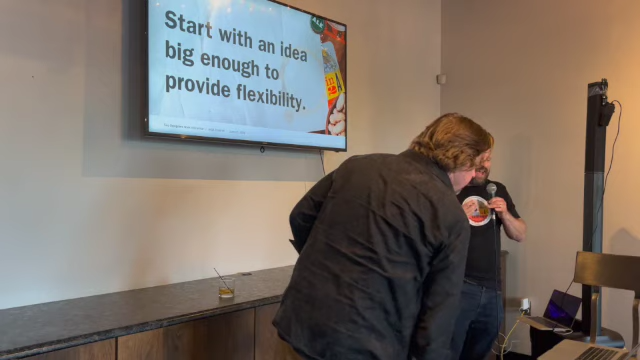 Start with an idea
big enough to
provide flexibility.